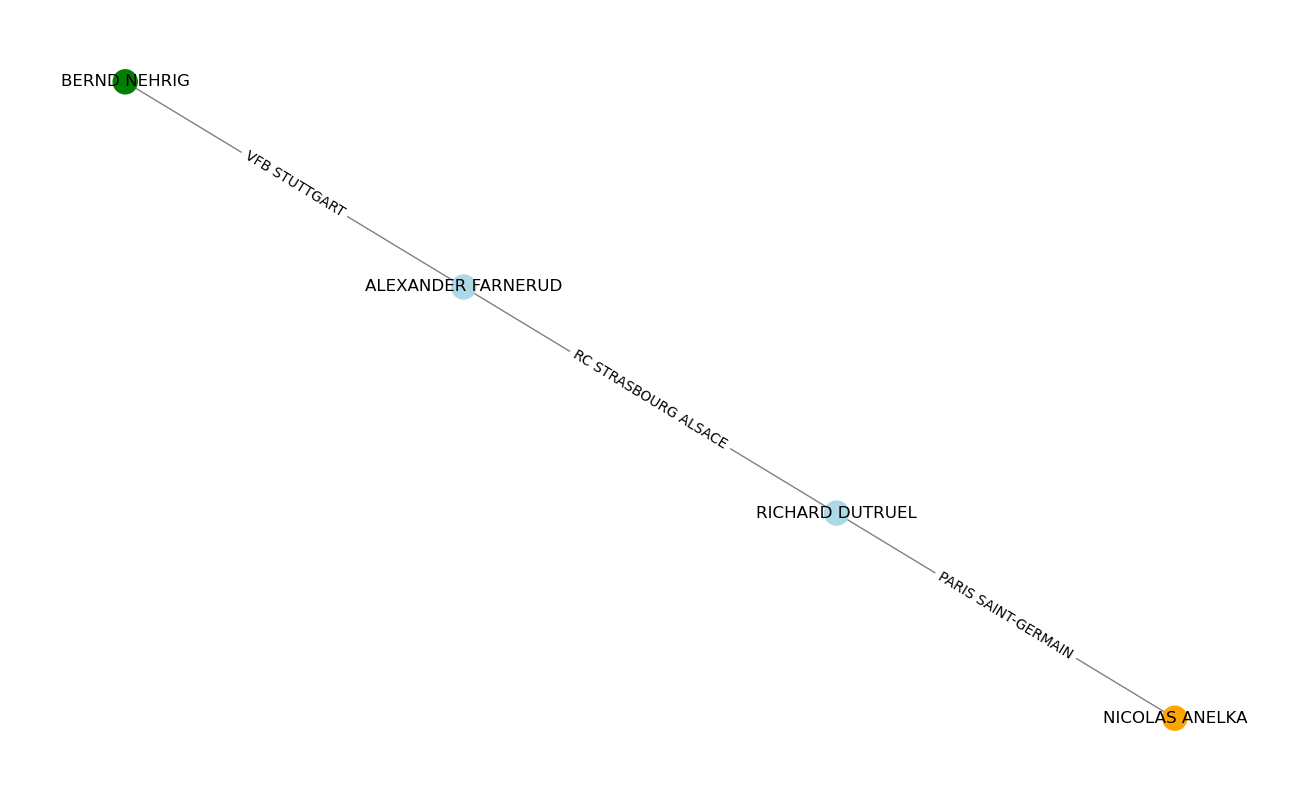 BERND NEHRIG
VFB STUTTGART
ALEXANDER FARNERUD
RC STRASBOURG ALSACE
RICHARD DUTRUEL
PARIS SAINT-GERMAIN
NICOLAS ANELKA